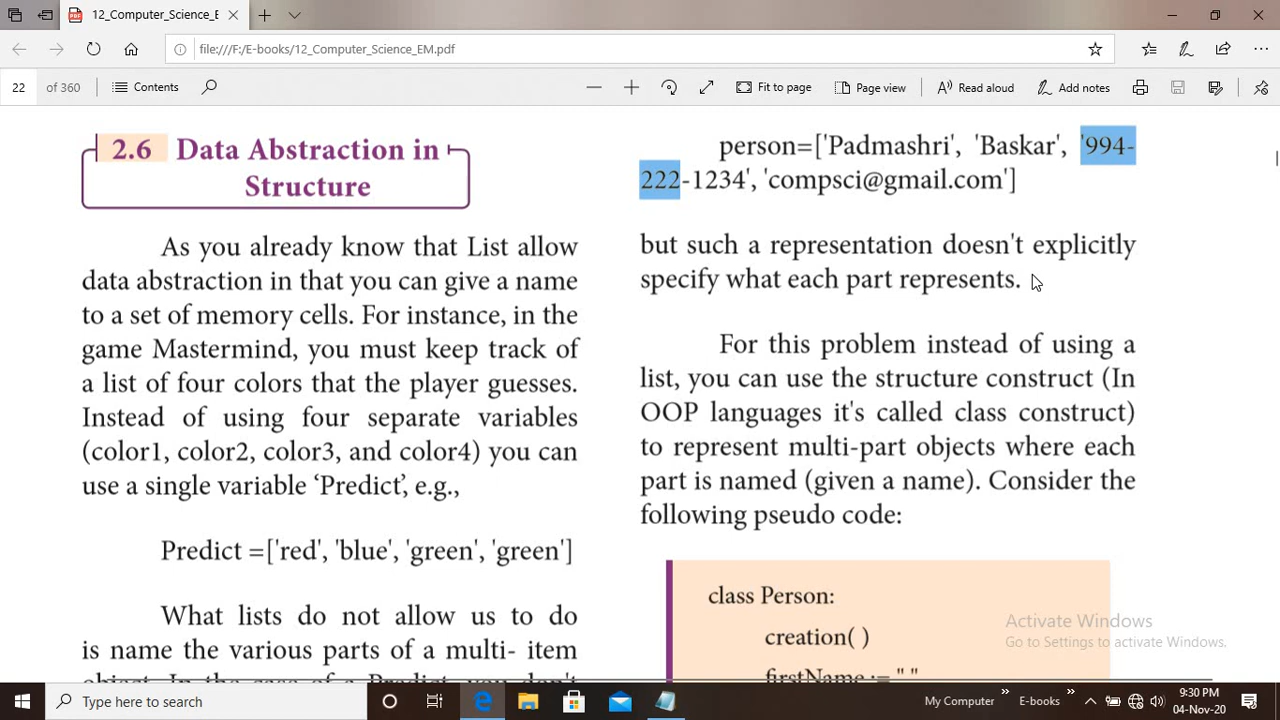 12_Computer_Science_E
file:///F:/E-books/12_Computer_Science_EM.pdf
22 of 360 Contents Fit to page Page view Read aloud Add notes
2.6 Data Abstraction in
Structure
As you already know that List allow
data abstraction in that you can give a name
to a set of memory cells. For instance, in the
game Mastermind, you must keep track of
a list of four colors that the player guesses.
Instead of using four separate variables
(color1, color2, color3, and color4) you can
use a single variable ‘Predict’, e.g.,
Predict =['red', 'blue', 'green', 'green']
What lists do not allow us to do
is name the various parts of a multi- item
object. In the case of a Predict, you don't
person=['Padmashri', 'Baskar', '994-
222-1234', 'compsci@gmail.com']
but such a representation doesn't explicitly
specify what each part represents.
For this problem instead of using a
list, you can use the structure construct (In
OOP languages it's called class construct)
to represent multi-part objects where each
part is named (given a name). Consider the
following pseudo code:
class Person:
creation( )
firstName := " "
Activate Windows
Go to Settings to activate Windows.
Type here to search
My Computer
E-books
9:30 PM
04-Nov-20